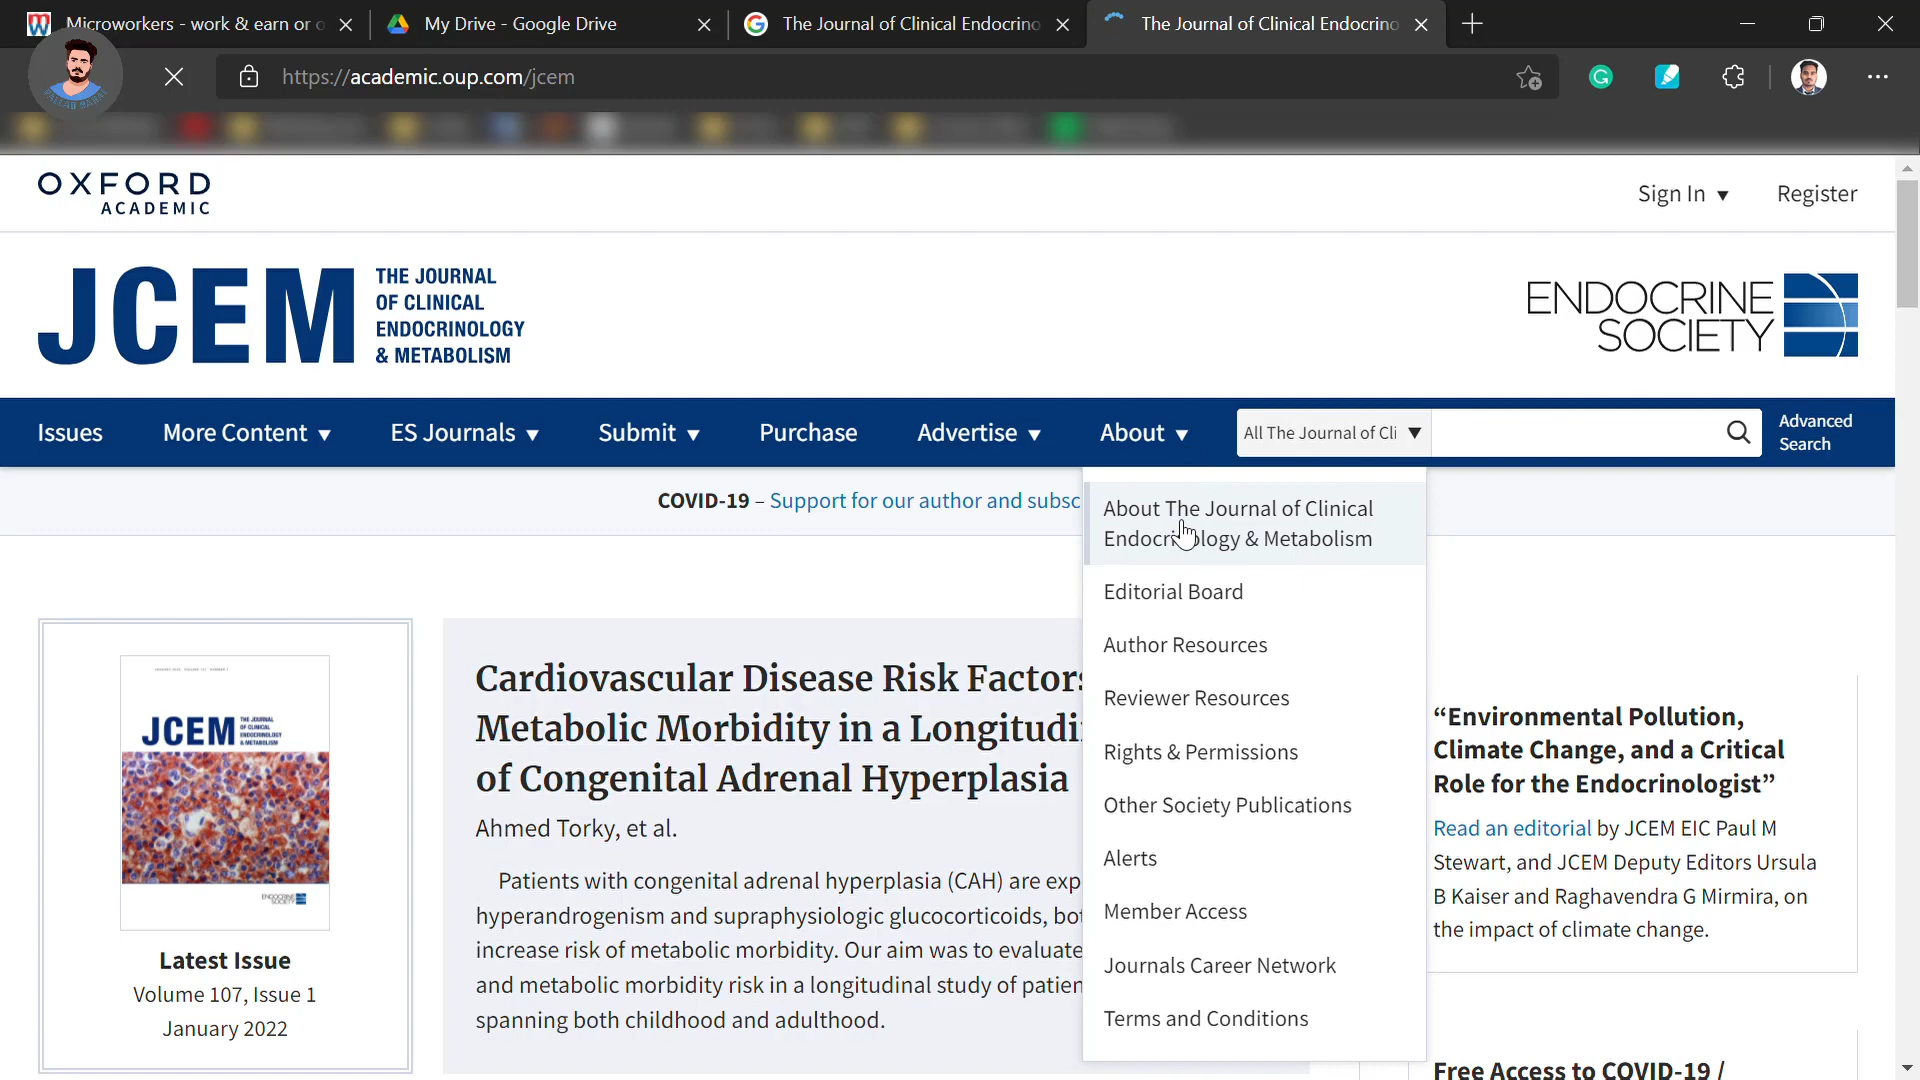 Microworkers - work & earn or o
My Drive - Google Drive
The Journal of Clinical Endocrino
The Journal of Clinical Endocrino
https://academic.oup.com/jcem
OXFORD
ACADEMIC
Sign In ▼
Register
JCEM
THE JOURNAL
OF CLINICAL
ENDOCRINOLOGY
& METABOLISM
ENDOCRINE
SOCIETY
Issues
More Content ▼
ES Journals ▼
Submit ▼
Purchase
Advertise ▼
About ▼
All The Journal of Cli ▼
Advanced
Search
COVID-19 – Support for our author and subsc
About The Journal of Clinical
Endocrinology & Metabolism
Editorial Board
Author Resources
Reviewer Resources
Rights & Permissions
Other Society Publications
Alerts
Member Access
Journals Career Network
Terms and Conditions
JCEM
THE JOURNAL
OF CLINICAL
ENDOCRINOLOGY
& METABOLISM
Latest Issue
Volume 107, Issue 1
January 2022
Cardiovascular Disease Risk Factors
Metabolic Morbidity in a Longitudi
of Congenital Adrenal Hyperplasia
Ahmed Torky, et al.
Patients with congenital adrenal hyperplasia (CAH) are exp
hyperandrogenism and supraphysiologic glucocorticoids, bot
increase risk of metabolic morbidity. Our aim was to evaluate
and metabolic morbidity risk in a longitudinal study of patien
spanning both childhood and adulthood.
“Environmental Pollution,
Climate Change, and a Critical
Role for the Endocrinologist”
Read an editorial by JCEM EIC Paul M
Stewart, and JCEM Deputy Editors Ursula
B Kaiser and Raghavendra G Mirmira, on
the impact of climate change.
Free Access to COVID-19 /